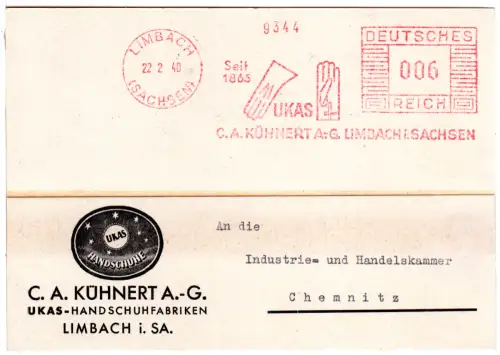 9344
LIMBACH
22 2 40
(SACHSEN)
Seit
1865
UKAS
DEUTSCHES
006
REICH
C. A. KÜHNERT A.-G. LIMBACH i. SACHSEN
UKAS
HANDSCHUHE
C. A. KÜHNERT A.-G.
UKAS-HANDSCHUHFABRIKEN
LIMBACH i. SA.
An die
Industrie- und Handelskammer
Chemnitz